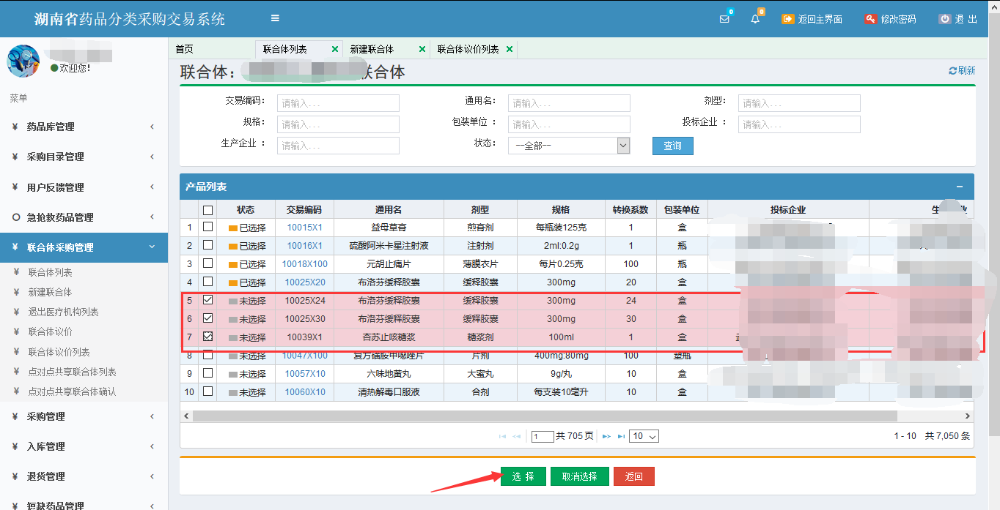 湖南省药品分类采购交易系统
0
0
返回主界面
修改密码
退 出
欢迎您!
菜单
¥ 药品库管理
¥ 采购目录管理
¥ 用户反馈管理
急抢救药品管理
¥ 联合体采购管理
¥ 联合体列表
¥ 新建联合体
¥ 退出医疗机构列表
¥ 联合体议价
¥ 联合体议价列表
¥ 点对点共享联合体列表
¥ 点对点共享联合体确认
¥ 采购管理
¥ 入库管理
¥ 退货管理
¥ 短缺药品管理
首页 联合体列表 新建联合体 联合体议价列表
联合体: 联合体
刷新
交易编码: 请输入... 通用名: 请输入... 剂型: 请输入...
规格: 请输入... 包装单位 : 请输入... 投标企业 : 请输入...
生产企业 : 请输入... 状态: --全部-- 查询
产品列表
状态 交易编码 通用名 剂型 规格 转换系数 包装单位 投标企业 生 业
1 已选择 10015X1 益母草膏 煎膏剂 每瓶装125克 1 盒
2 已选择 10016X1 硫酸阿米卡星注射液 注射剂 2ml:0.2g 1 瓶
3 已选择 10018X100 元胡止痛片 薄膜衣片 每片0.25克 100 瓶
4 已选择 10025X20 布洛芬缓释胶囊 缓释胶囊 300mg 20 盒
5 未选择 10025X24 布洛芬缓释胶囊 缓释胶囊 300mg 24 盒
6 未选择 10025X30 布洛芬缓释胶囊 缓释胶囊 300mg 30 盒
7 未选择 10039X1 杏苏止咳糖浆 糖浆剂 100ml 1 盒
8 未选择 10047X100 复方磺胺甲噁唑片 片剂 400mg:80mg 100 塑瓶
9 未选择 10057X10 六味地黄丸 大蜜丸 9g/丸 10 盒
10 未选择 10060X10 清热解毒口服液 合剂 每支装10毫升 10 盒
1 共 705 页 10 1 - 10 共 7,050 条
选 择 取消选择 返回